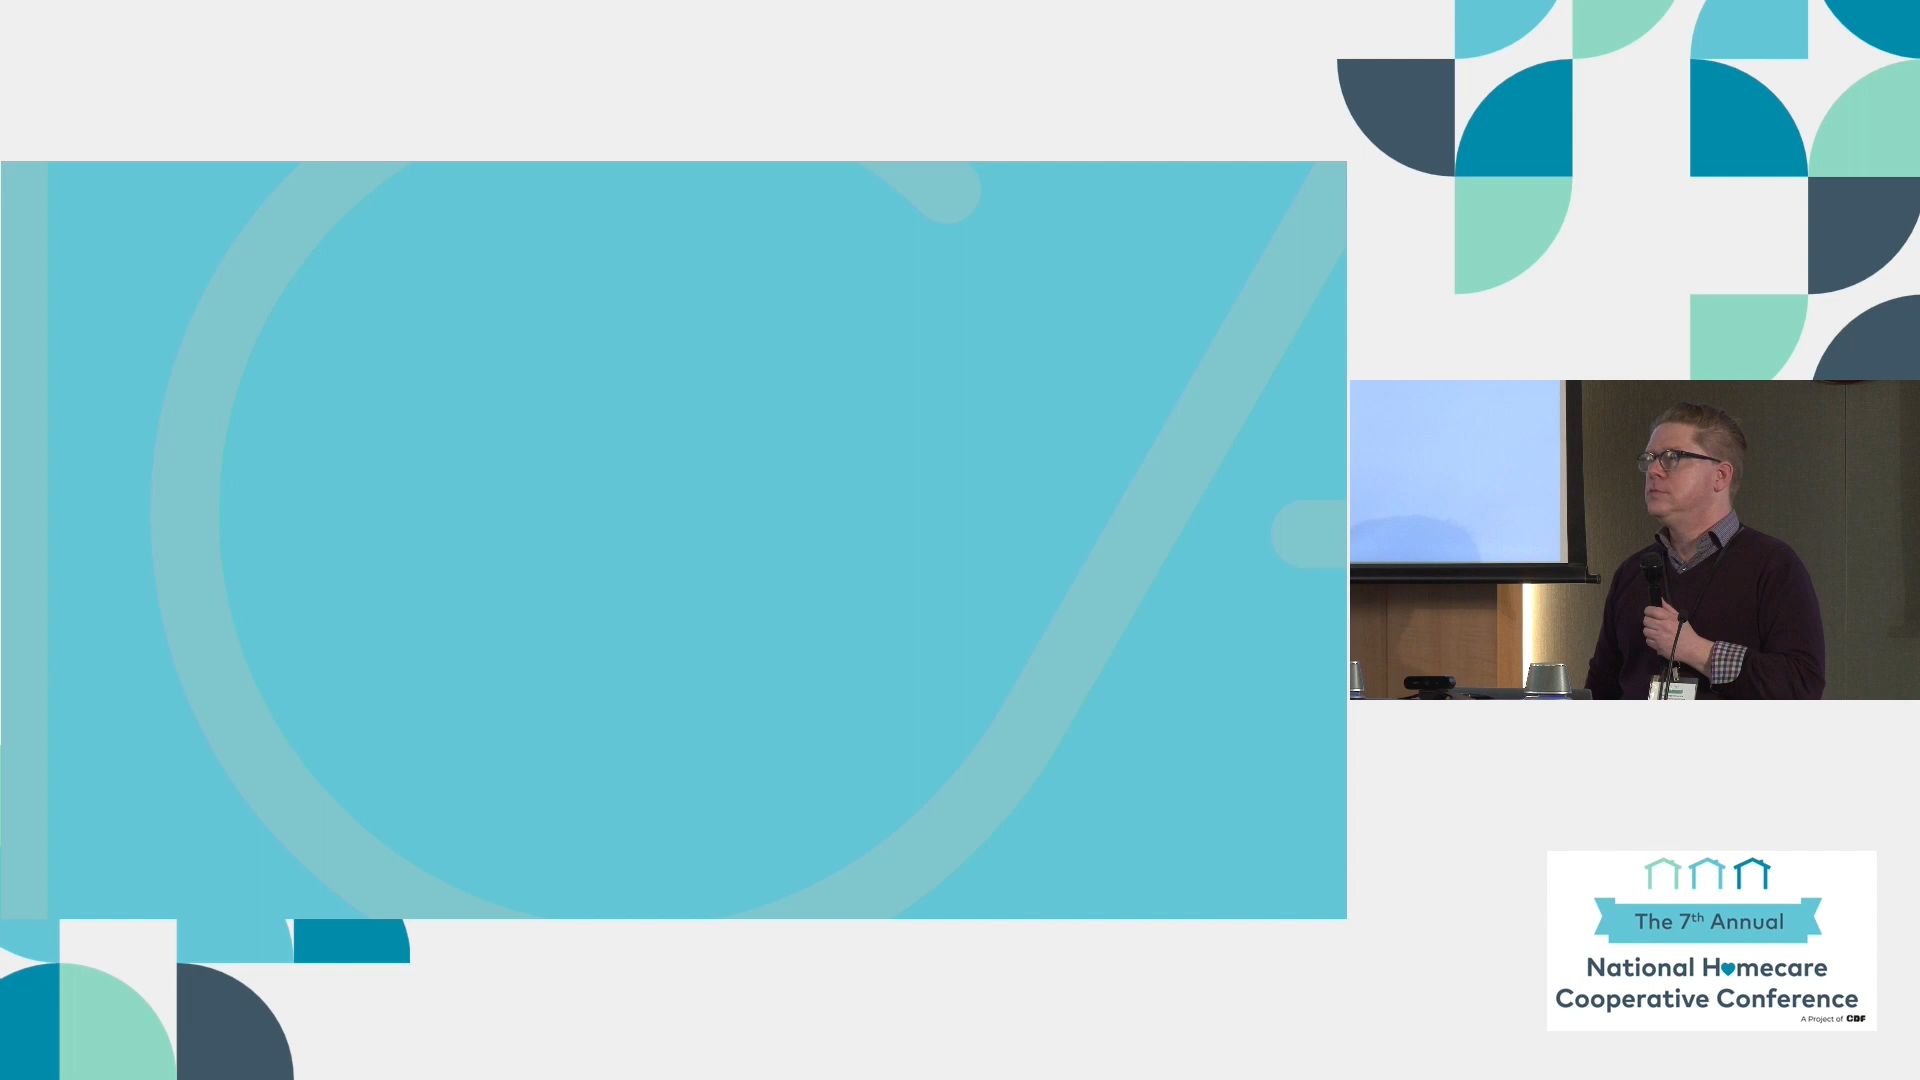 The 7th Annual
National Homecare
Cooperative Conference
A Project of CDF